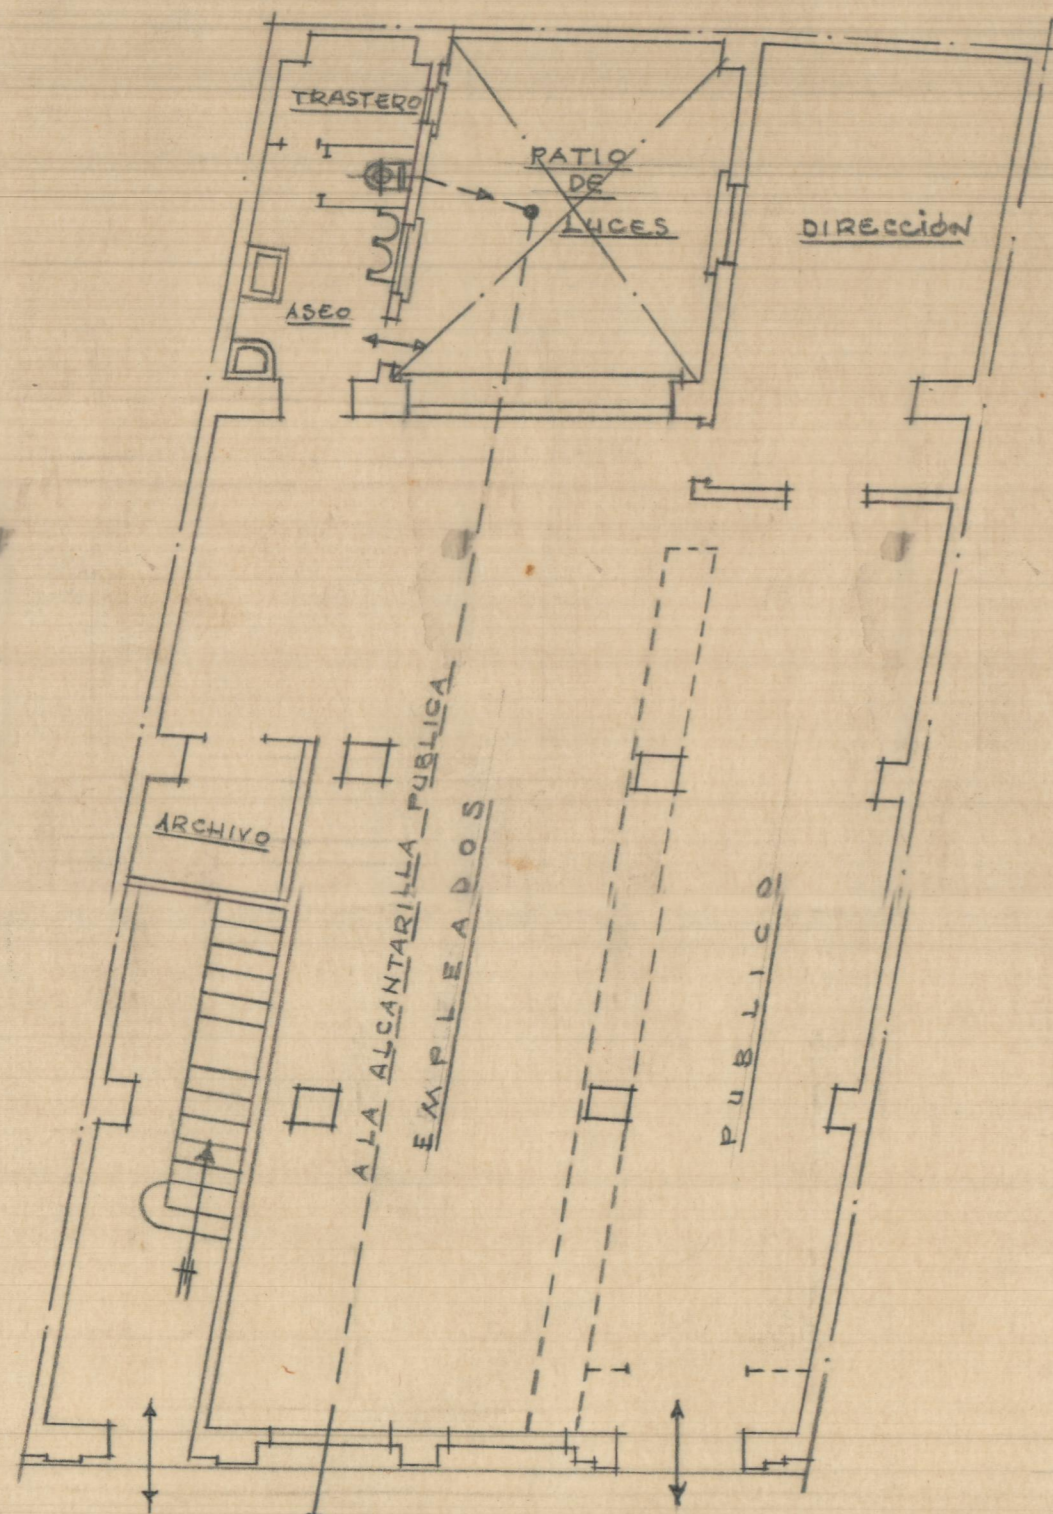 TRASTERO
PATIO
DE
LUCES
DIRECCIÓN
ASEO
ARCHIVO
A LA ALCANTARILLA PUBLICA
EMPLEADOS
PUBLICO